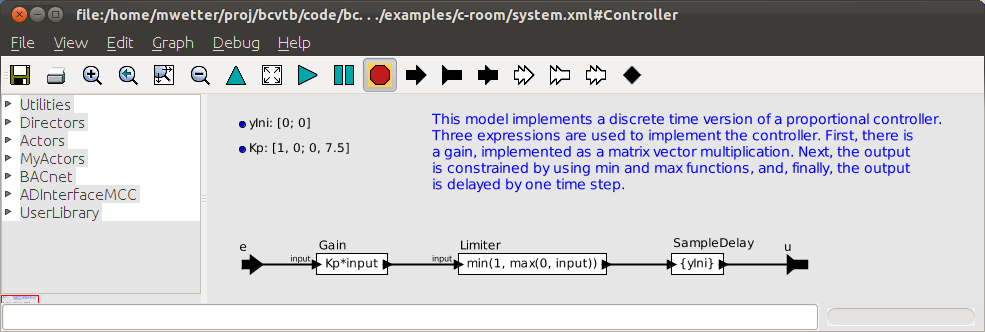 file:/home/mwetter/proj/bcvtb/code/bc. . ./examples/c-room/system.xml#Controller
File View Edit Graph Debug Help
Utilities
Directors
Actors
MyActors
BACnet
ADInterfaceMCC
UserLibrary
yIni: [0; 0]
Kp: [1, 0; 0, 7.5]
This model implements a discrete time version of a proportional controller.
Three expressions are used to implement the controller. First, there is
a gain, implemented as a matrix vector multiplication. Next, the output
is constrained by using min and max functions, and, finally, the output
is delayed by one time step.
e
input
Gain
Kp*input
input
Limiter
min(1, max(0, input))
SampleDelay
{yIni}
u